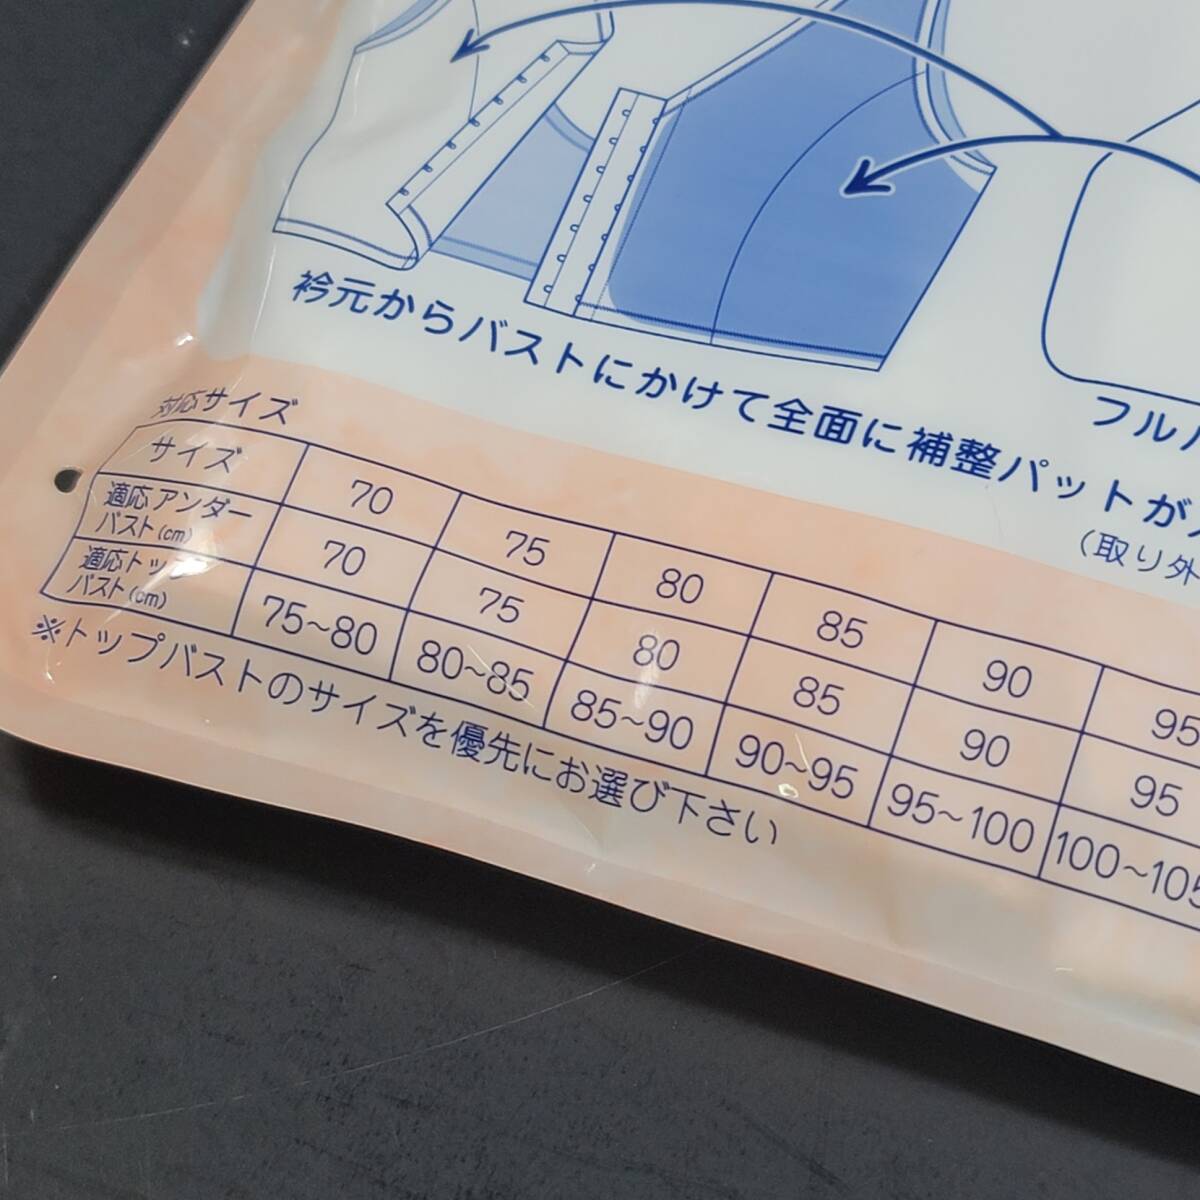 衿元からバストにかけて全面に補整パットが
フルバ
(取り外
対応サイズ
サイズ 70 75 80 85 90 95
適応アンダーバスト(cm) 70 75 80 85 90 95
適応トップバスト(cm) 75~80 80~85 85~90 90~95 95~100 100~105
※トップバストのサイズを優先にお選び下さい